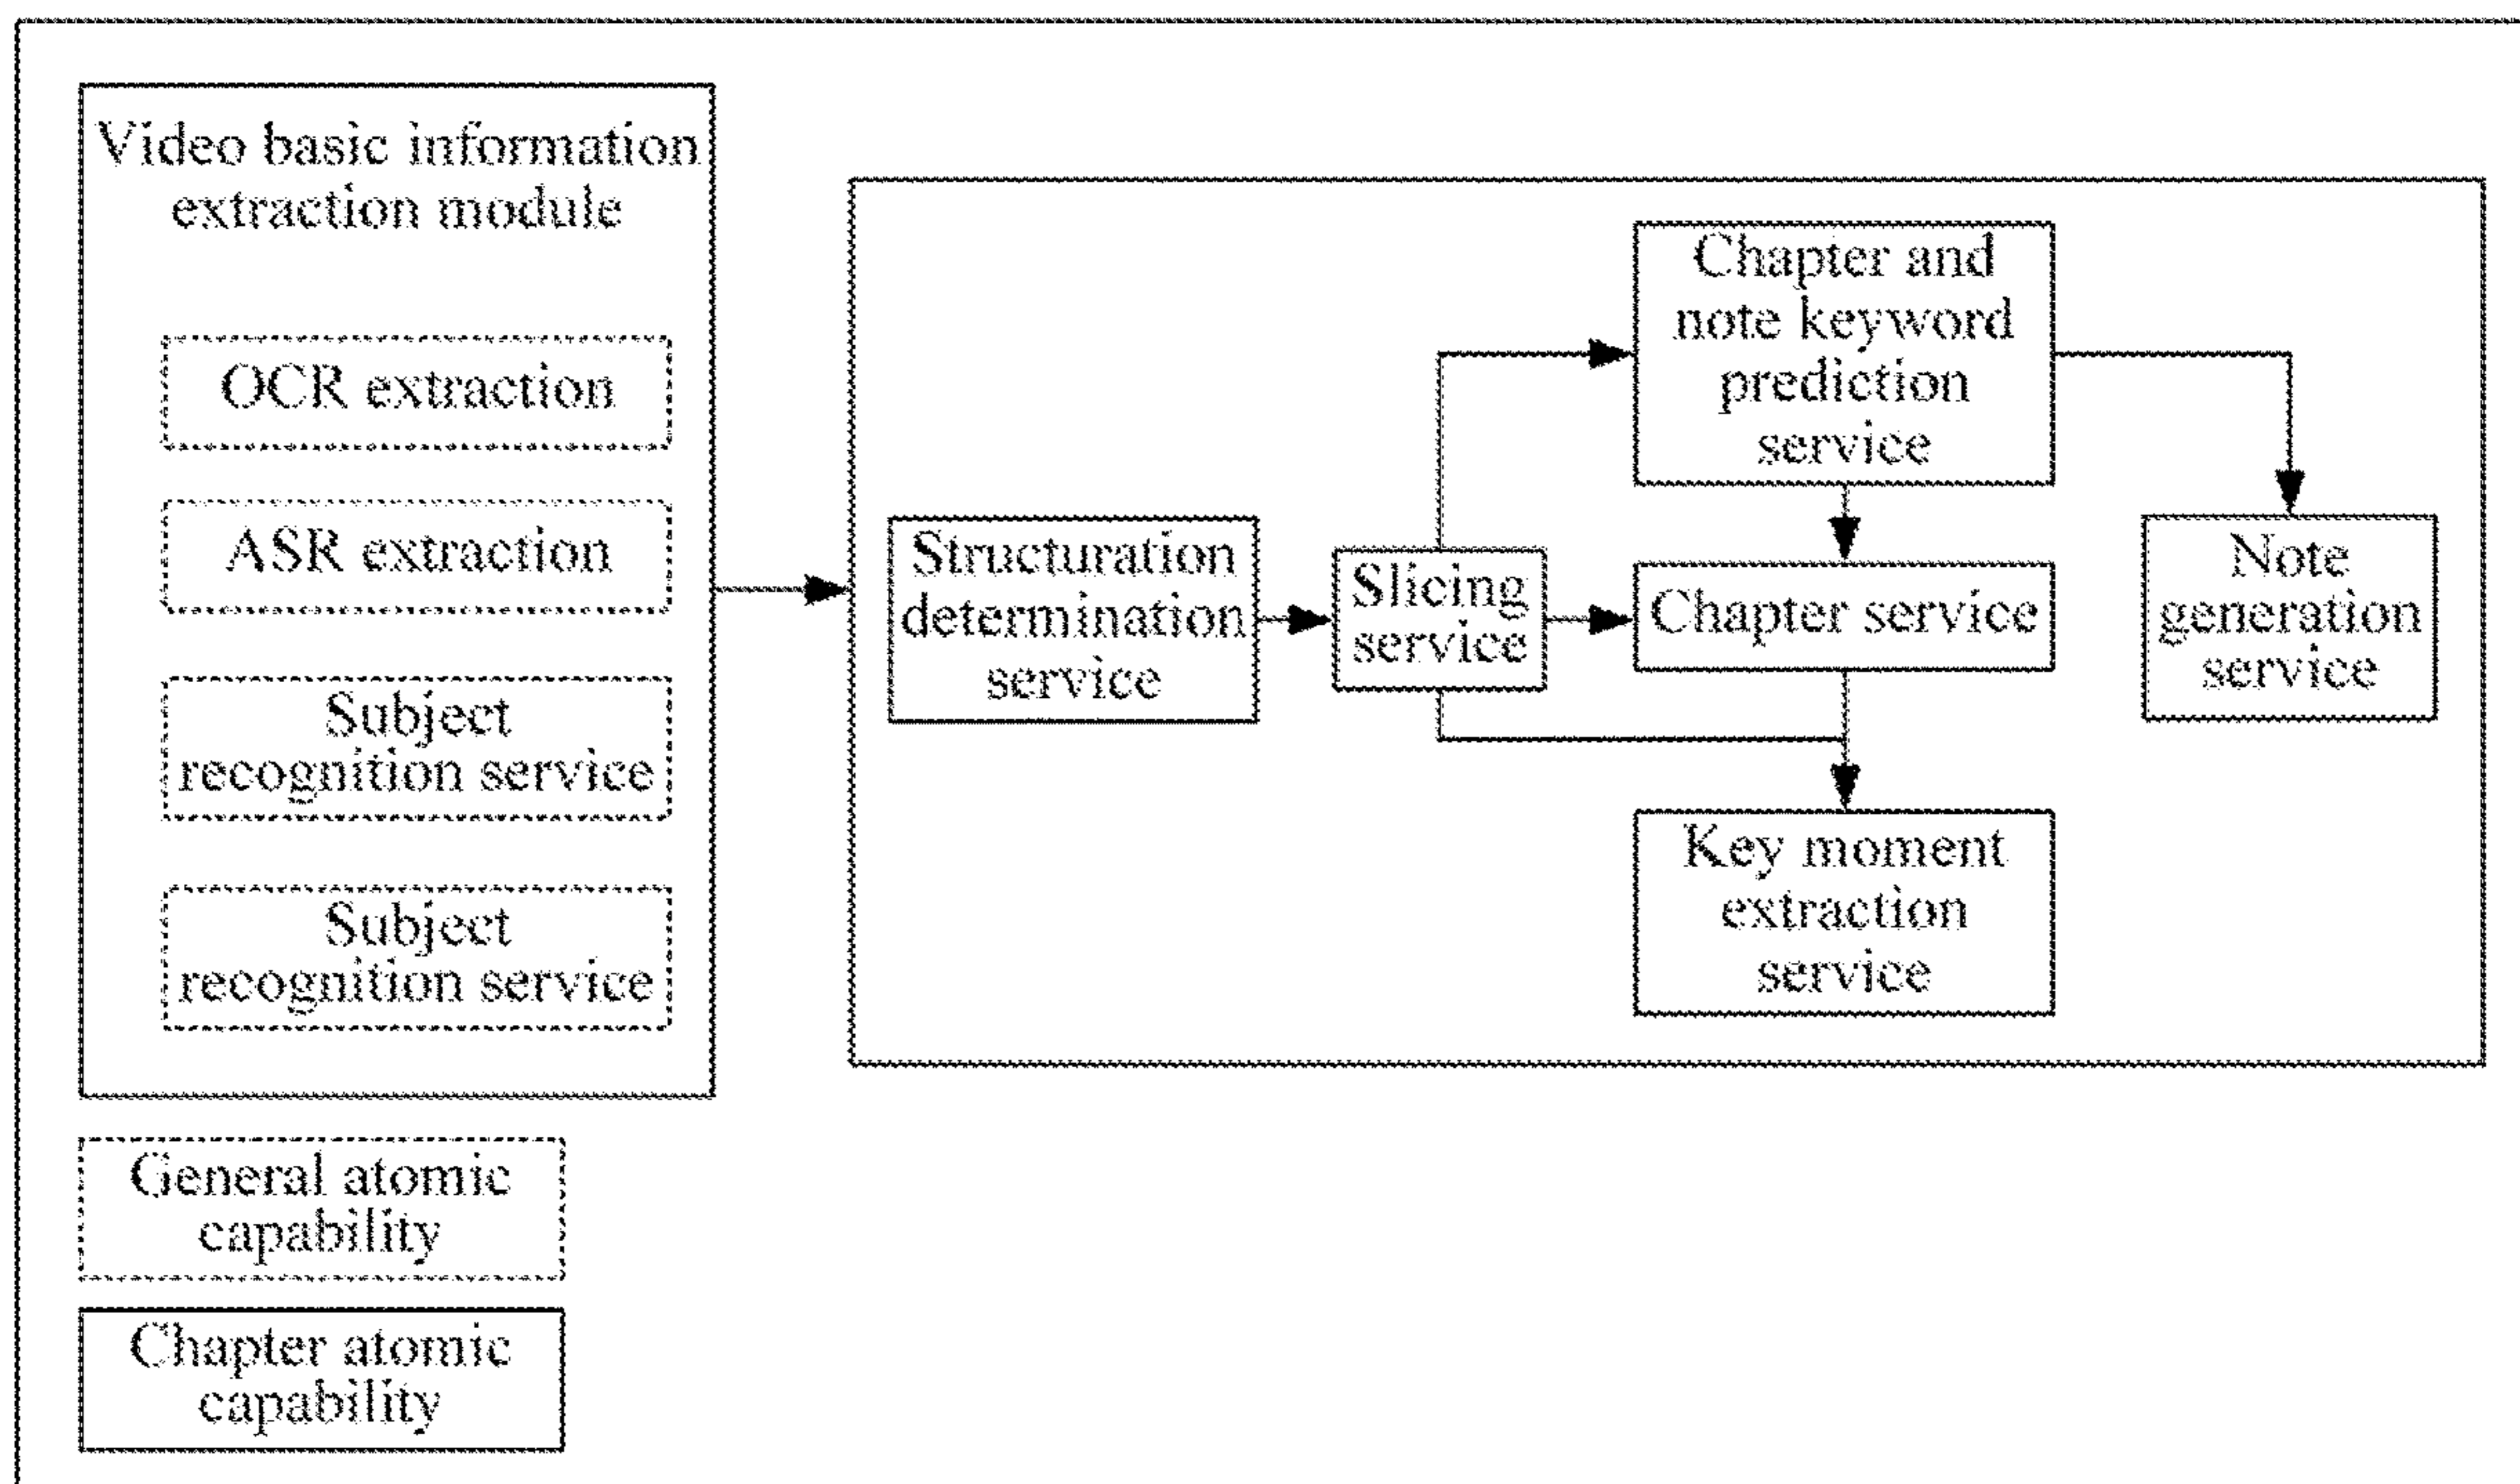 Video basic information
extraction module
OCR extraction
ASR extraction
Subject
recognition service
Subject
recognition service
General atomic
capability
Chapter atomic
capability
Structuration
determination
service
Slicing
service
Chapter and
note keyword
prediction
service
Chapter service
Key moment
extraction
service
Note
generation
service